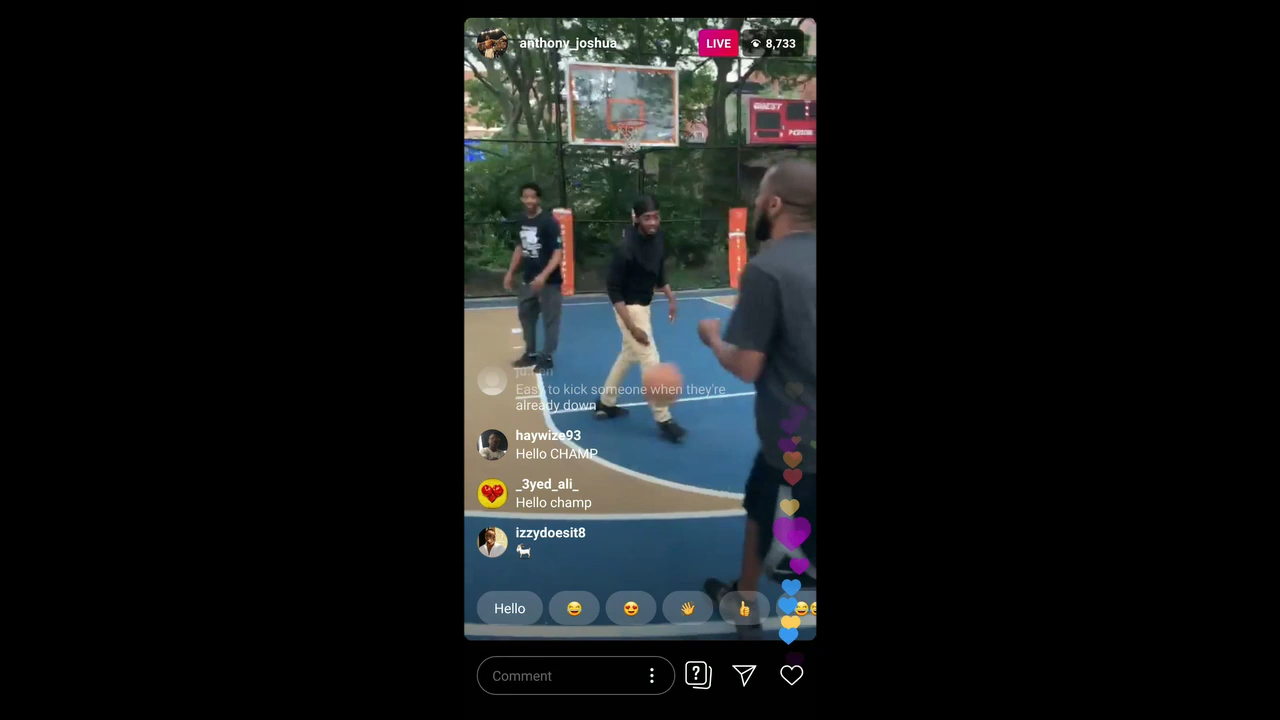 anthony_joshua
LIVE
8,733
GUEST
Easy to kick someone when they're
already down
haywize93
Hello CHAMP
_3yed_ali_
Hello champ
izzydoesit8
Hello
Comment